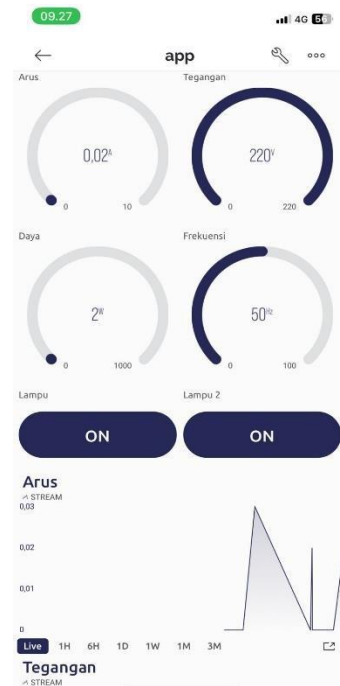 09.27 4G 56
app
Arus Tegangan
0,02A 220V
0 10 0 220
Daya Frekuensi
2W 50Hz
0 1000 0 100
Lampu Lampu 2
ON ON
Arus
STREAM
0,03
0,02
0,01
0
Live 1H 6H 1D 1W 1M 3M
Tegangan
STREAM